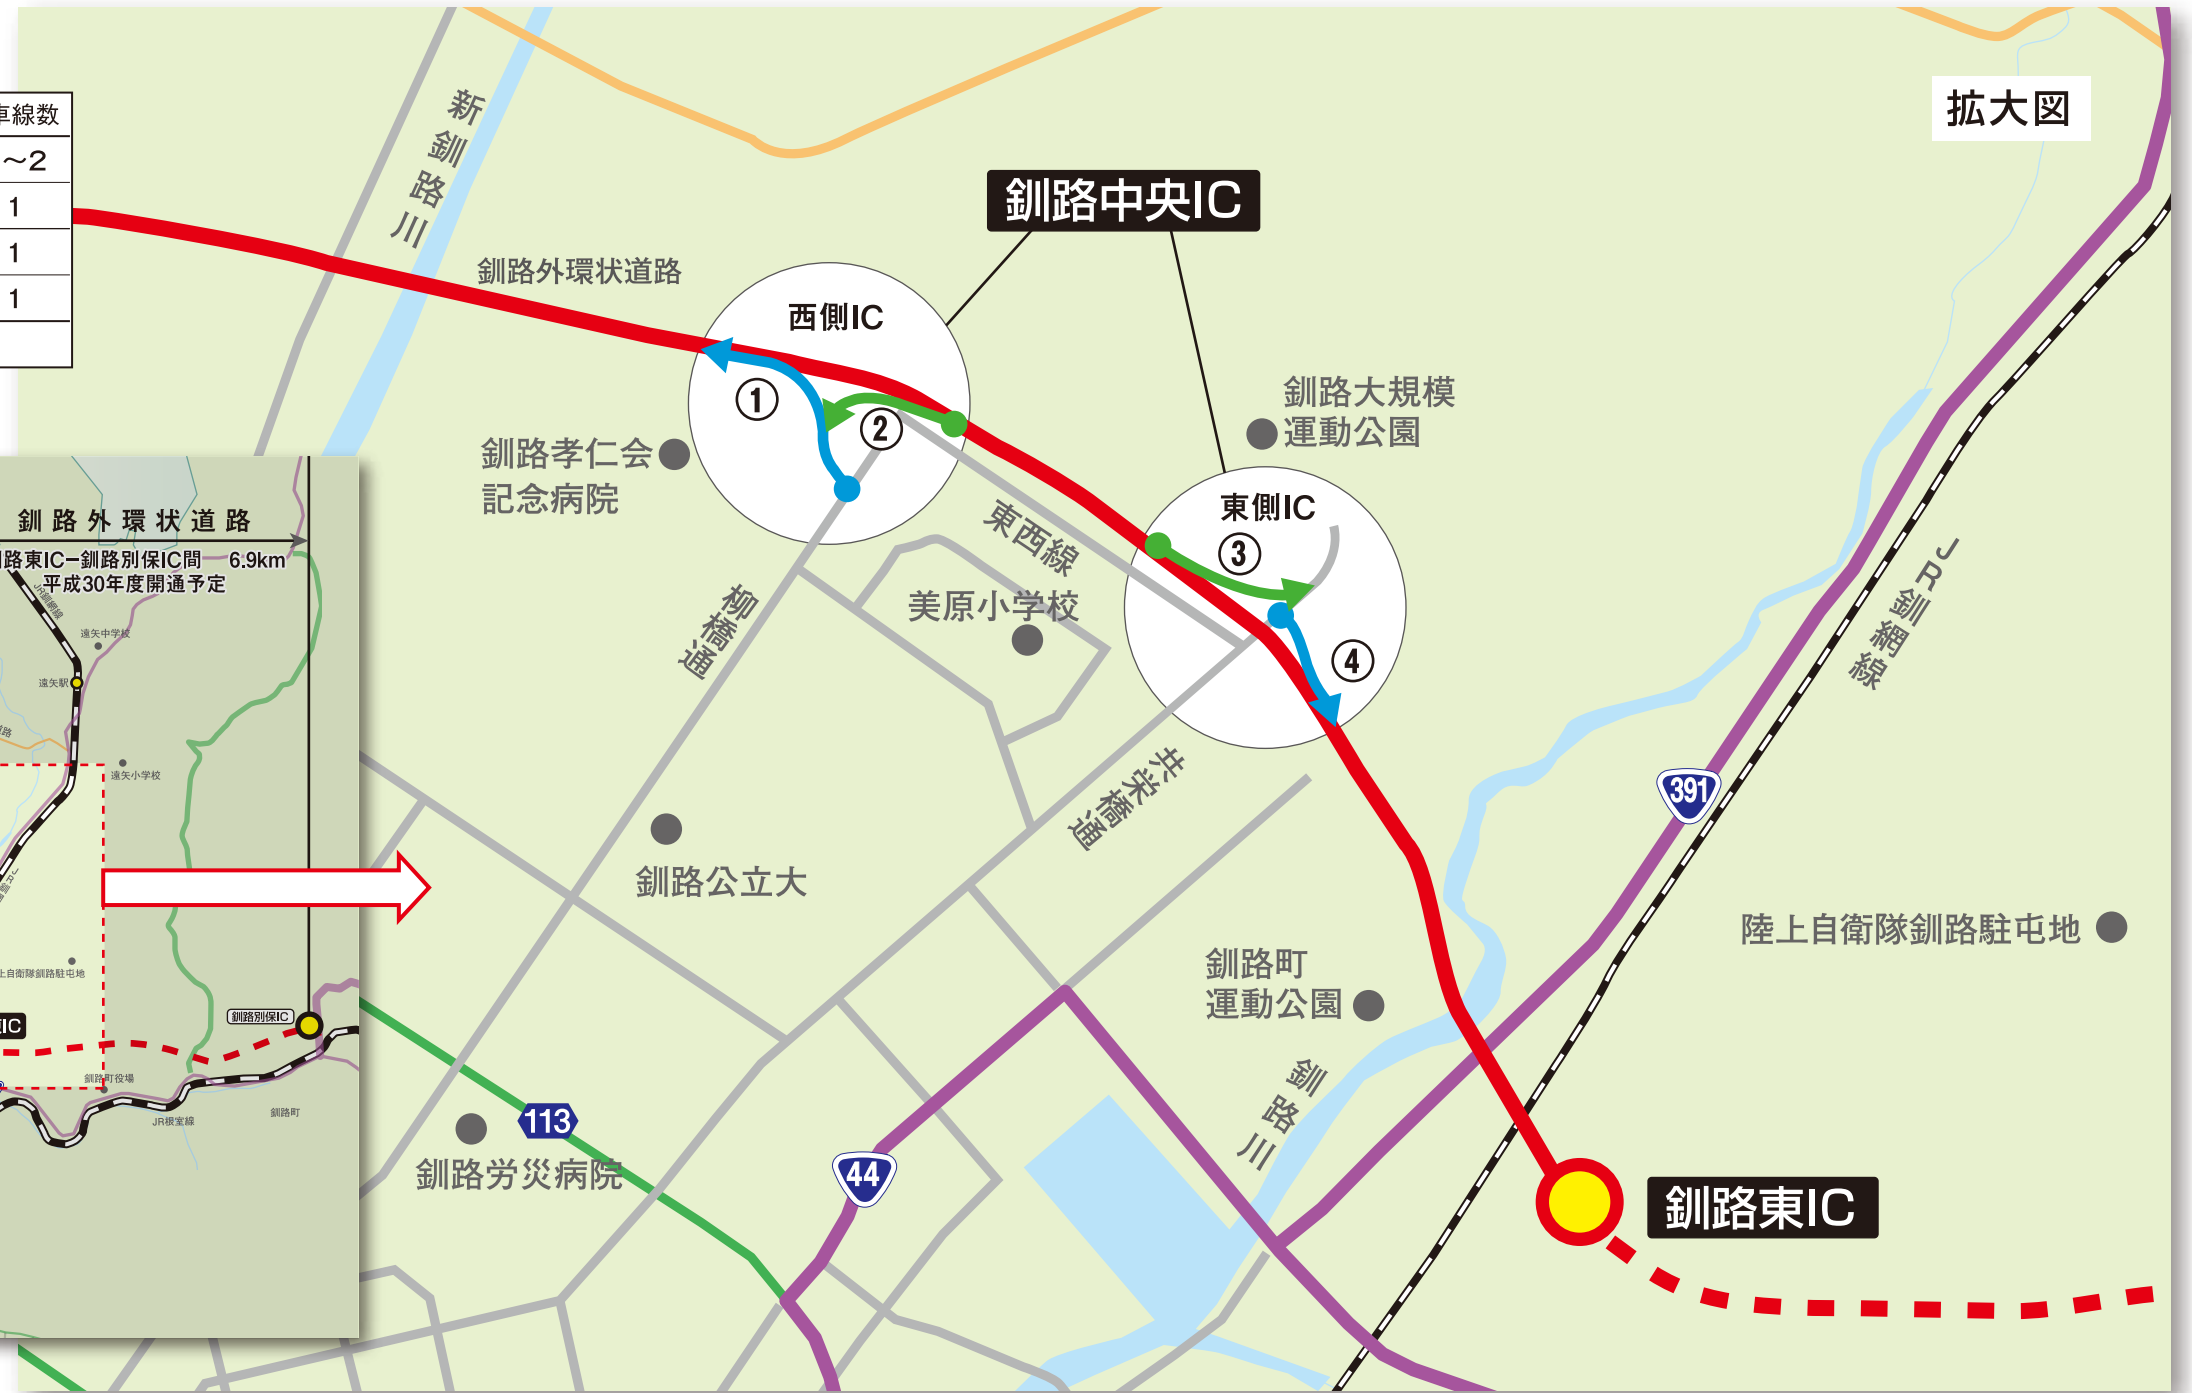 拡大図
車線数
～2
1
1
1
新釧路川
釧路中央IC
釧路外環状道路
西側IC
①
②
釧路大規模
運動公園
釧路孝仁会
記念病院
東側IC
③
④
東西線
美原小学校
柳橋通
共栄橋通
JR釧網線
391
釧路公立大
陸上自衛隊釧路駐屯地
釧路町
運動公園
釧路川
113
釧路労災病院
44
釧路東IC
釧路外環状道路
路東IC−釧路別保IC間 6.9km
平成30年度開通予定
JR釧網線
遠矢中学校
遠矢駅
路
遠矢小学校
上自衛隊釧路駐屯地
IC
釧路別保IC
釧路町役場
JR根室線
釧路町